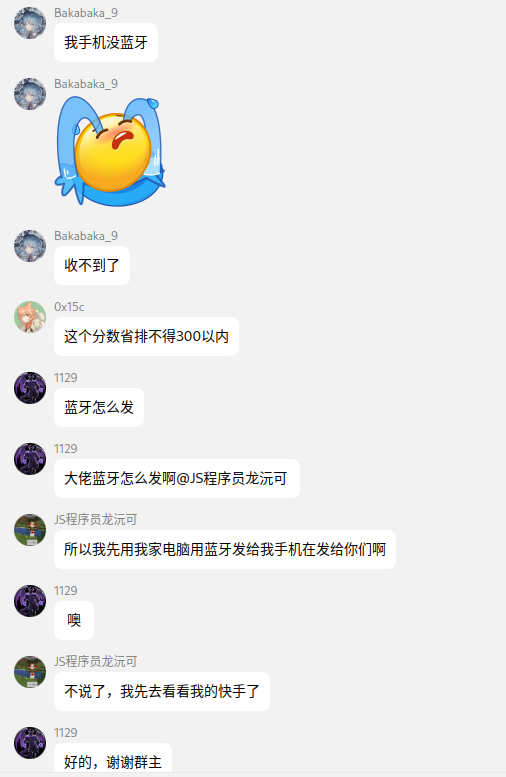 Bakabaka_9
我手机没蓝牙
Bakabaka_9
Bakabaka_9
收不到了
0x15c
这个分数省排不得300以内
1129
蓝牙怎么发
1129
大佬蓝牙怎么发啊@JS程序员龙沅可
JS程序员龙沅可
所以我先用我家电脑用蓝牙发给我手机在发给你们啊
1129
噢
JS程序员龙沅可
不说了，我先去看看我的快手了
1129
好的，谢谢群主